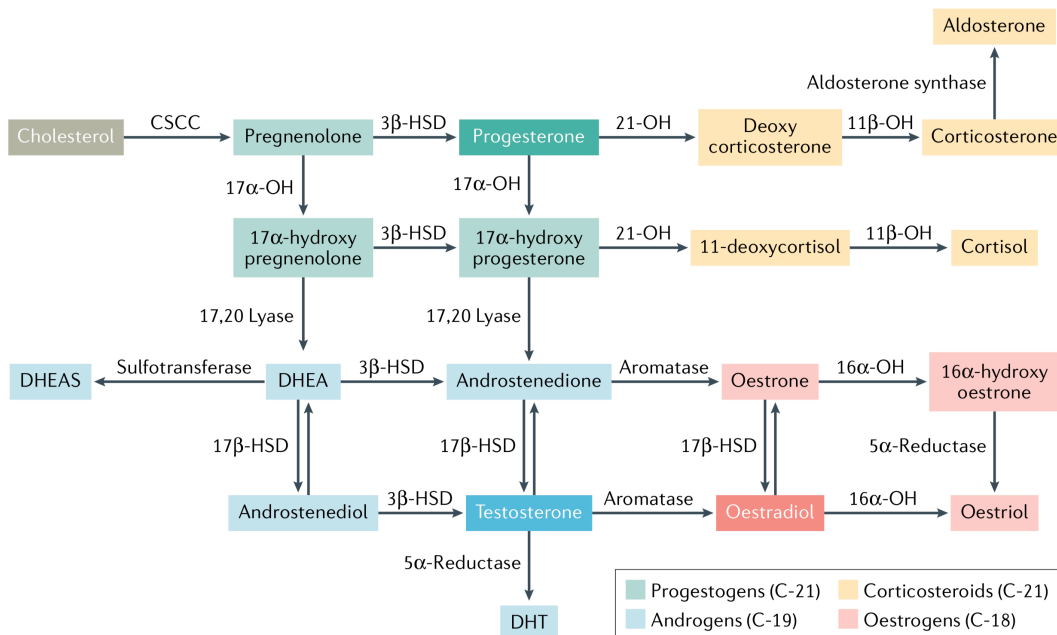 Aldosterone
Aldosterone synthase
Cholesterol
CSCC
Pregnenolone
3β-HSD
Progesterone
21-OH
Deoxy
corticosterone
11β-OH
Corticosterone
17α-OH
17α-OH
17α-hydroxy
pregnenolone
3β-HSD
17α-hydroxy
progesterone
21-OH
11-deoxycortisol
11β-OH
Cortisol
17,20 Lyase
17,20 Lyase
DHEAS
Sulfotransferase
DHEA
3β-HSD
Androstenedione
Aromatase
Oestrone
16α-OH
16α-hydroxy
oestrone
17β-HSD
17β-HSD
17β-HSD
5α-Reductase
Androstenediol
3β-HSD
Testosterone
Aromatase
Oestradiol
16α-OH
Oestriol
5α-Reductase
DHT
Progestogens (C-21)
Corticosteroids (C-21)
Androgens (C-19)
Oestrogens (C-18)